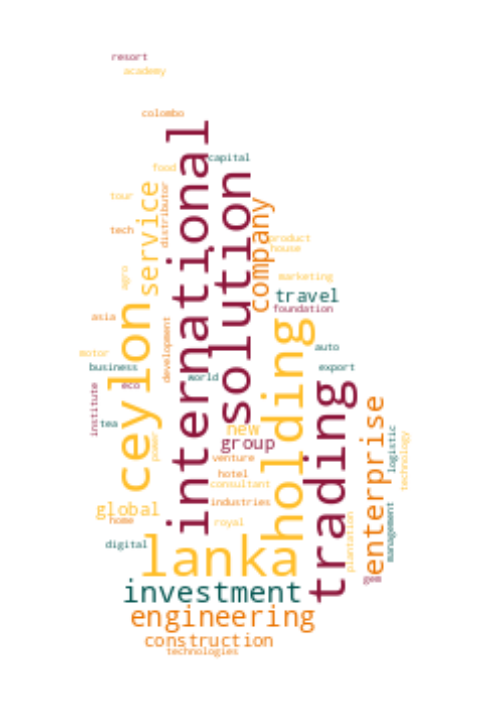 resort
academy
colombo
international
capital
food
solution
service
distributor
tour
company
tech
product
house
agro
marketing
travel
ceylon
foundation
asia
development
holding
auto
motor
business
export
world
eco
institute
trading
tea
new
enterprise
group
logistic
technology
power
venture
hotel
consultant
industries
global
home
royal
plantation
management
digital
lanka
gem
investment
engineering
construction
technologies